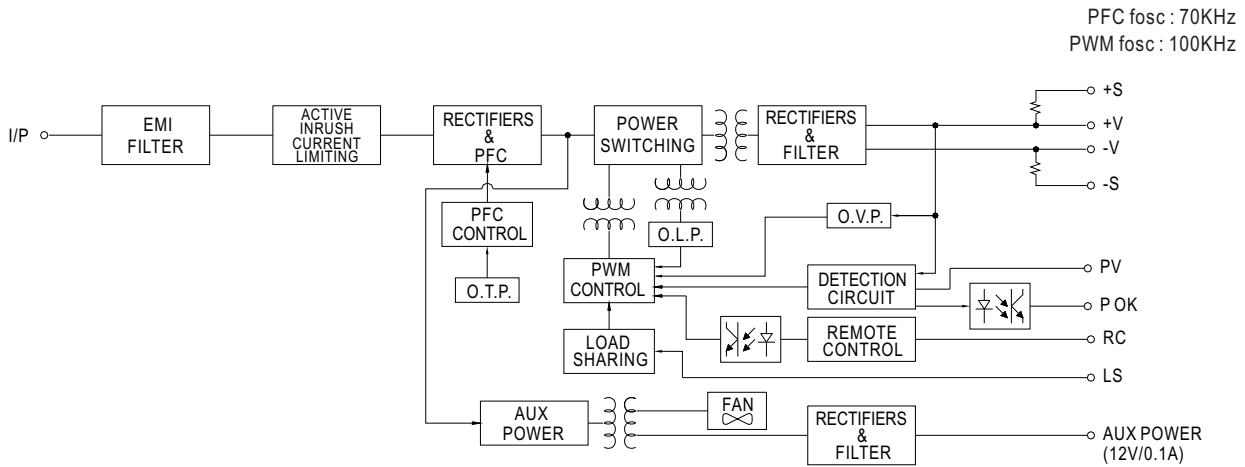 PFC fosc : 70KHz
PWM fosc : 100KHz
I/P
EMI
FILTER
ACTIVE
INRUSH
CURRENT
LIMITING
RECTIFIERS
&
PFC
POWER
SWITCHING
RECTIFIERS
&
FILTER
+S
+V
-V
-S
PFC
CONTROL
O.T.P.
O.L.P.
O.V.P.
PWM
CONTROL
DETECTION
CIRCUIT
PV
P OK
LOAD
SHARING
REMOTE
CONTROL
RC
LS
AUX
POWER
FAN
RECTIFIERS
&
FILTER
AUX POWER
(12V/0.1A)